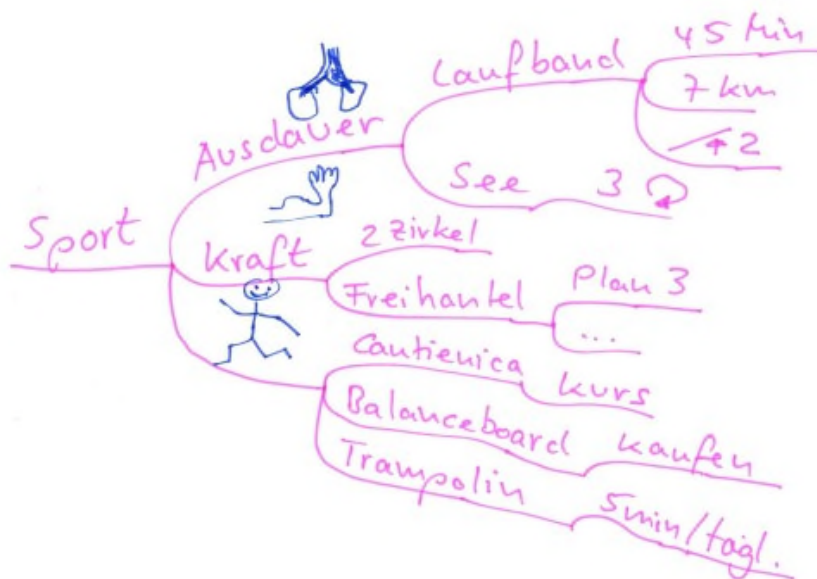 Sport
Ausdauer
Laufband
45 Min
7 km
2
See 3
Kraft
2 Zirkel
Freihantel
Plan 3
...
Cantienica Kurs
Balanceboard kaufen
Trampolin 5min/tägl.